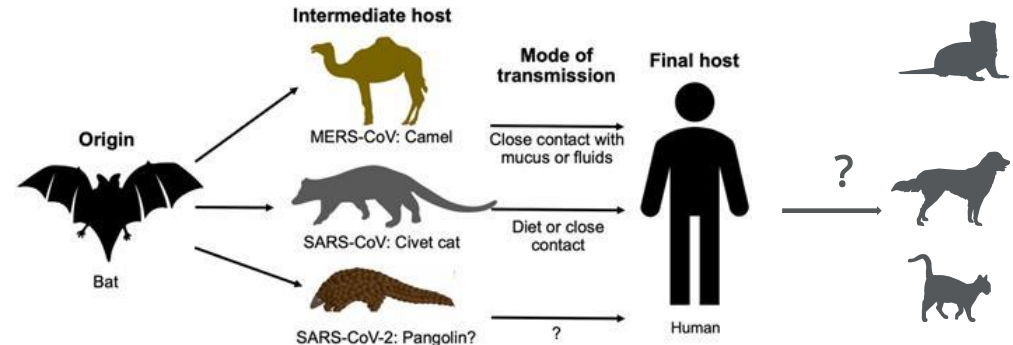 Intermediate host
Mode of
transmission
Final host
Origin
MERS-CoV: Camel
Close contact with
mucus or fluids
?
SARS-CoV: Civet cat
Diet or close
contact
Bat
SARS-CoV-2: Pangolin?
?
Human